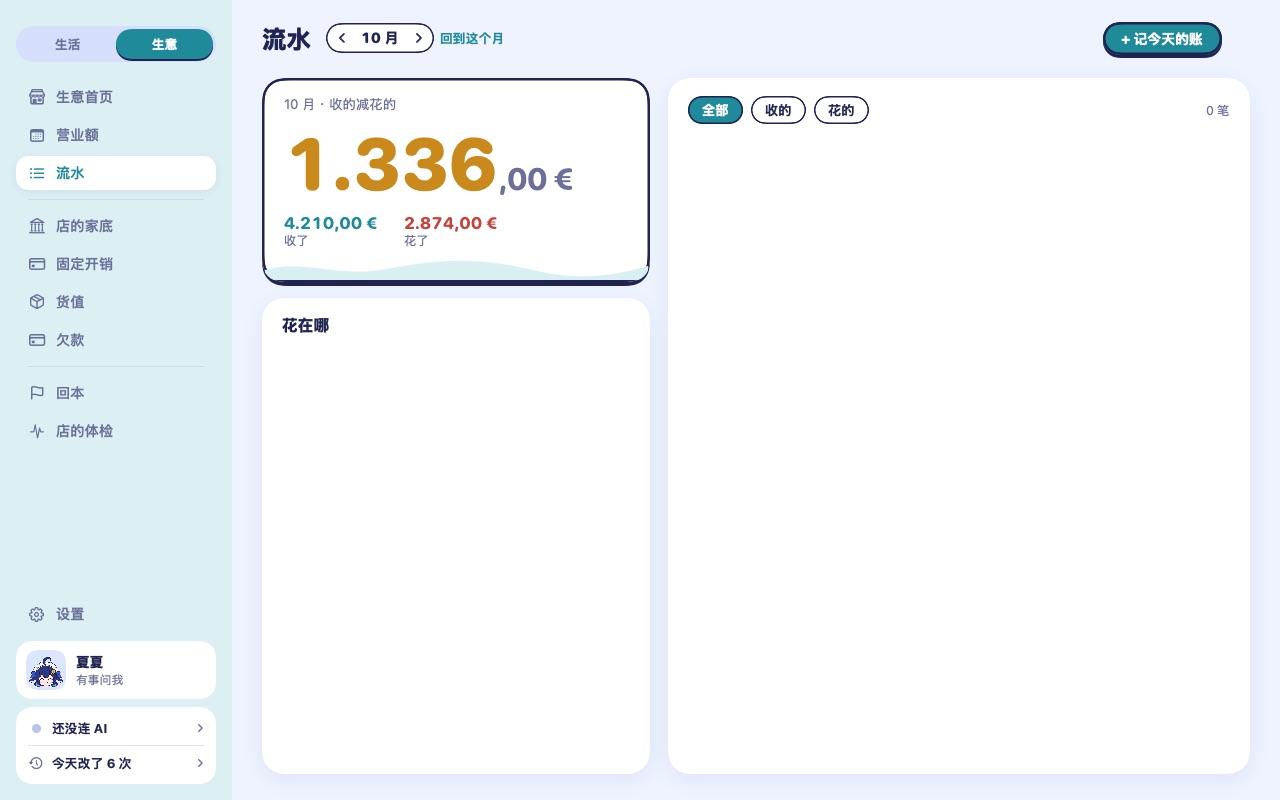 生活
生意
生意首页
营业额
流水
店的家底
固定开销
货值
欠款
回本
店的体检
设置
夏夏
有事问我
还没连 AI
今天改了 6 次
流水
10 月
回到这个月
+ 记今天的账
10 月 · 收的减花的
1.336,00 €
4.210,00 €
收了
2.874,00 €
花了
花在哪
全部
收的
花的
0 笔